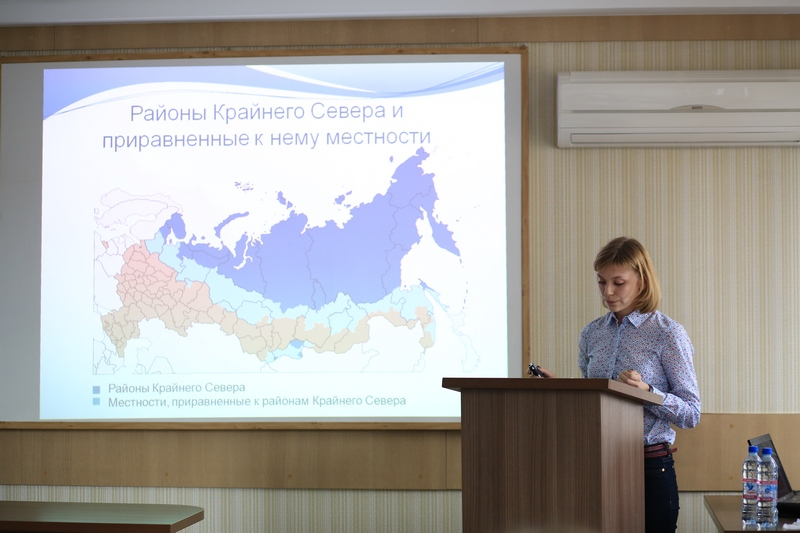 Районы Крайнего Севера и
приравненные к нему местности
Районы Крайнего Севера
Местности, приравненные к районам Крайнего Севера